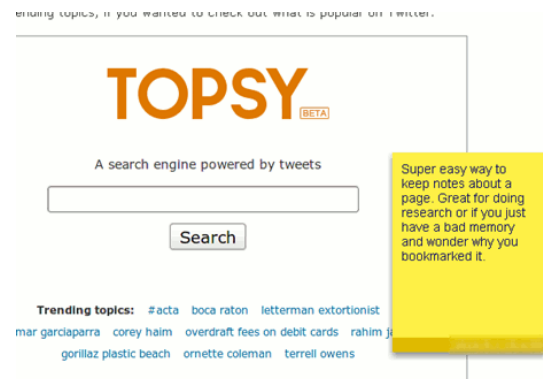 ending topics, if you wanted to check out what is popular on Twitter.
TOPSY
BETA
A search engine powered by tweets
Search
Trending topics: #acta boca raton letterman extortionist
mar garciaparra corey haim overdraft fees on debit cards rahim ja
gorillaz plastic beach ornette coleman terrell owens
Super easy way to
keep notes about a
page. Great for doing
research or if you just
have a bad memory
and wonder why you
bookmarked it.